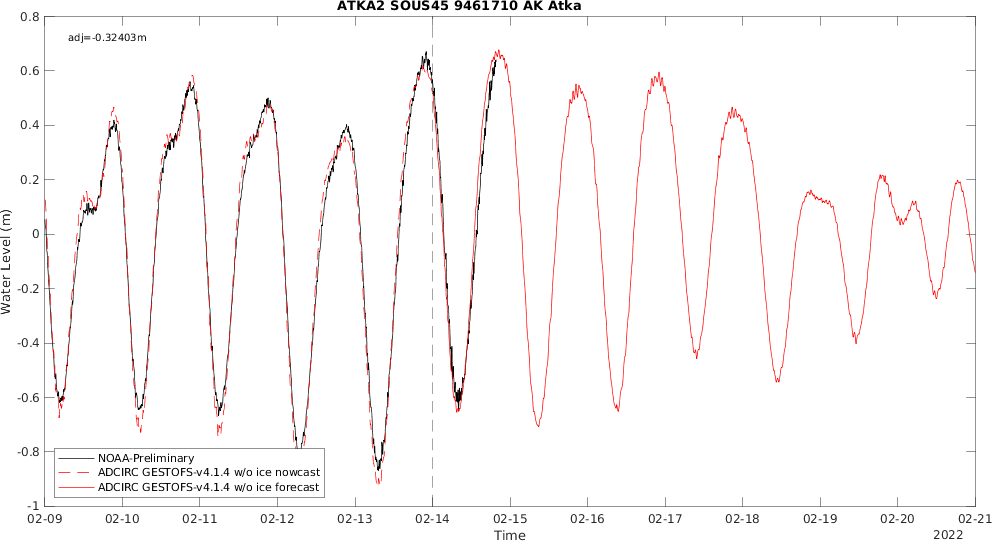 ATKA2 SOUS45 9461710 AK Atka
adj=-0.32403m
0.8
0.6
0.4
0.2
0
-0.2
-0.4
-0.6
-0.8
-1
Water Level (m)
NOAA-Preliminary
ADCIRC GESTOFS-v4.1.4 w/o ice nowcast
ADCIRC GESTOFS-v4.1.4 w/o ice forecast
02-09 02-10 02-11 02-12 02-13 02-14 02-15 02-16 02-17 02-18 02-19 02-20 02-21
Time
2022